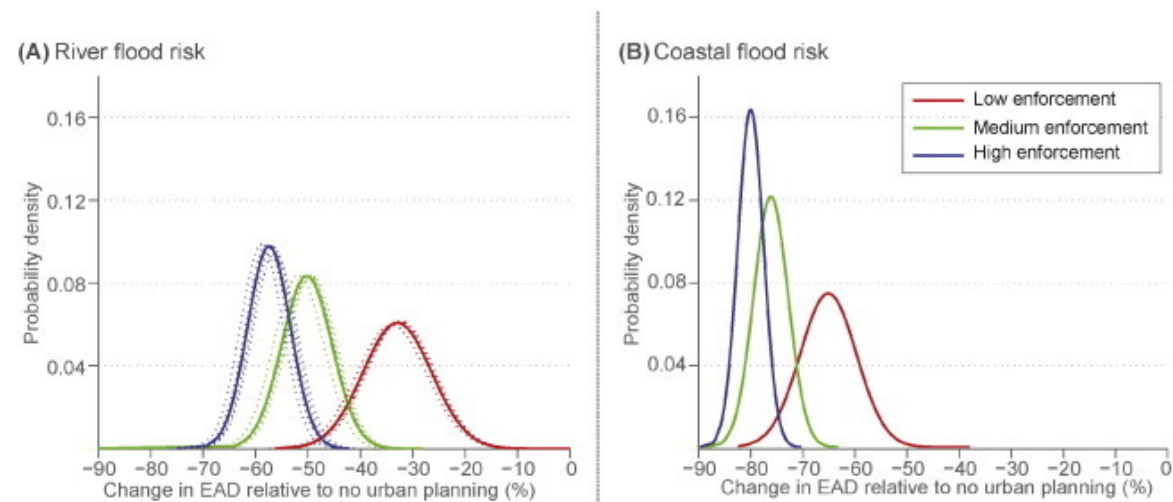 (A) River flood risk
0.16
0.12
0.08
0.04
Probability density
−90 −80 −70 −60 −50 −40 −30 −20 −10 0
Change in EAD relative to no urban planning (%)
(B) Coastal flood risk
Low enforcement
Medium enforcement
High enforcement
0.16
0.12
0.08
0.04
Probability density
−90 −80 −70 −60 −50 −40 −30 −20 −10 0
Change in EAD relative to no urban planning (%)